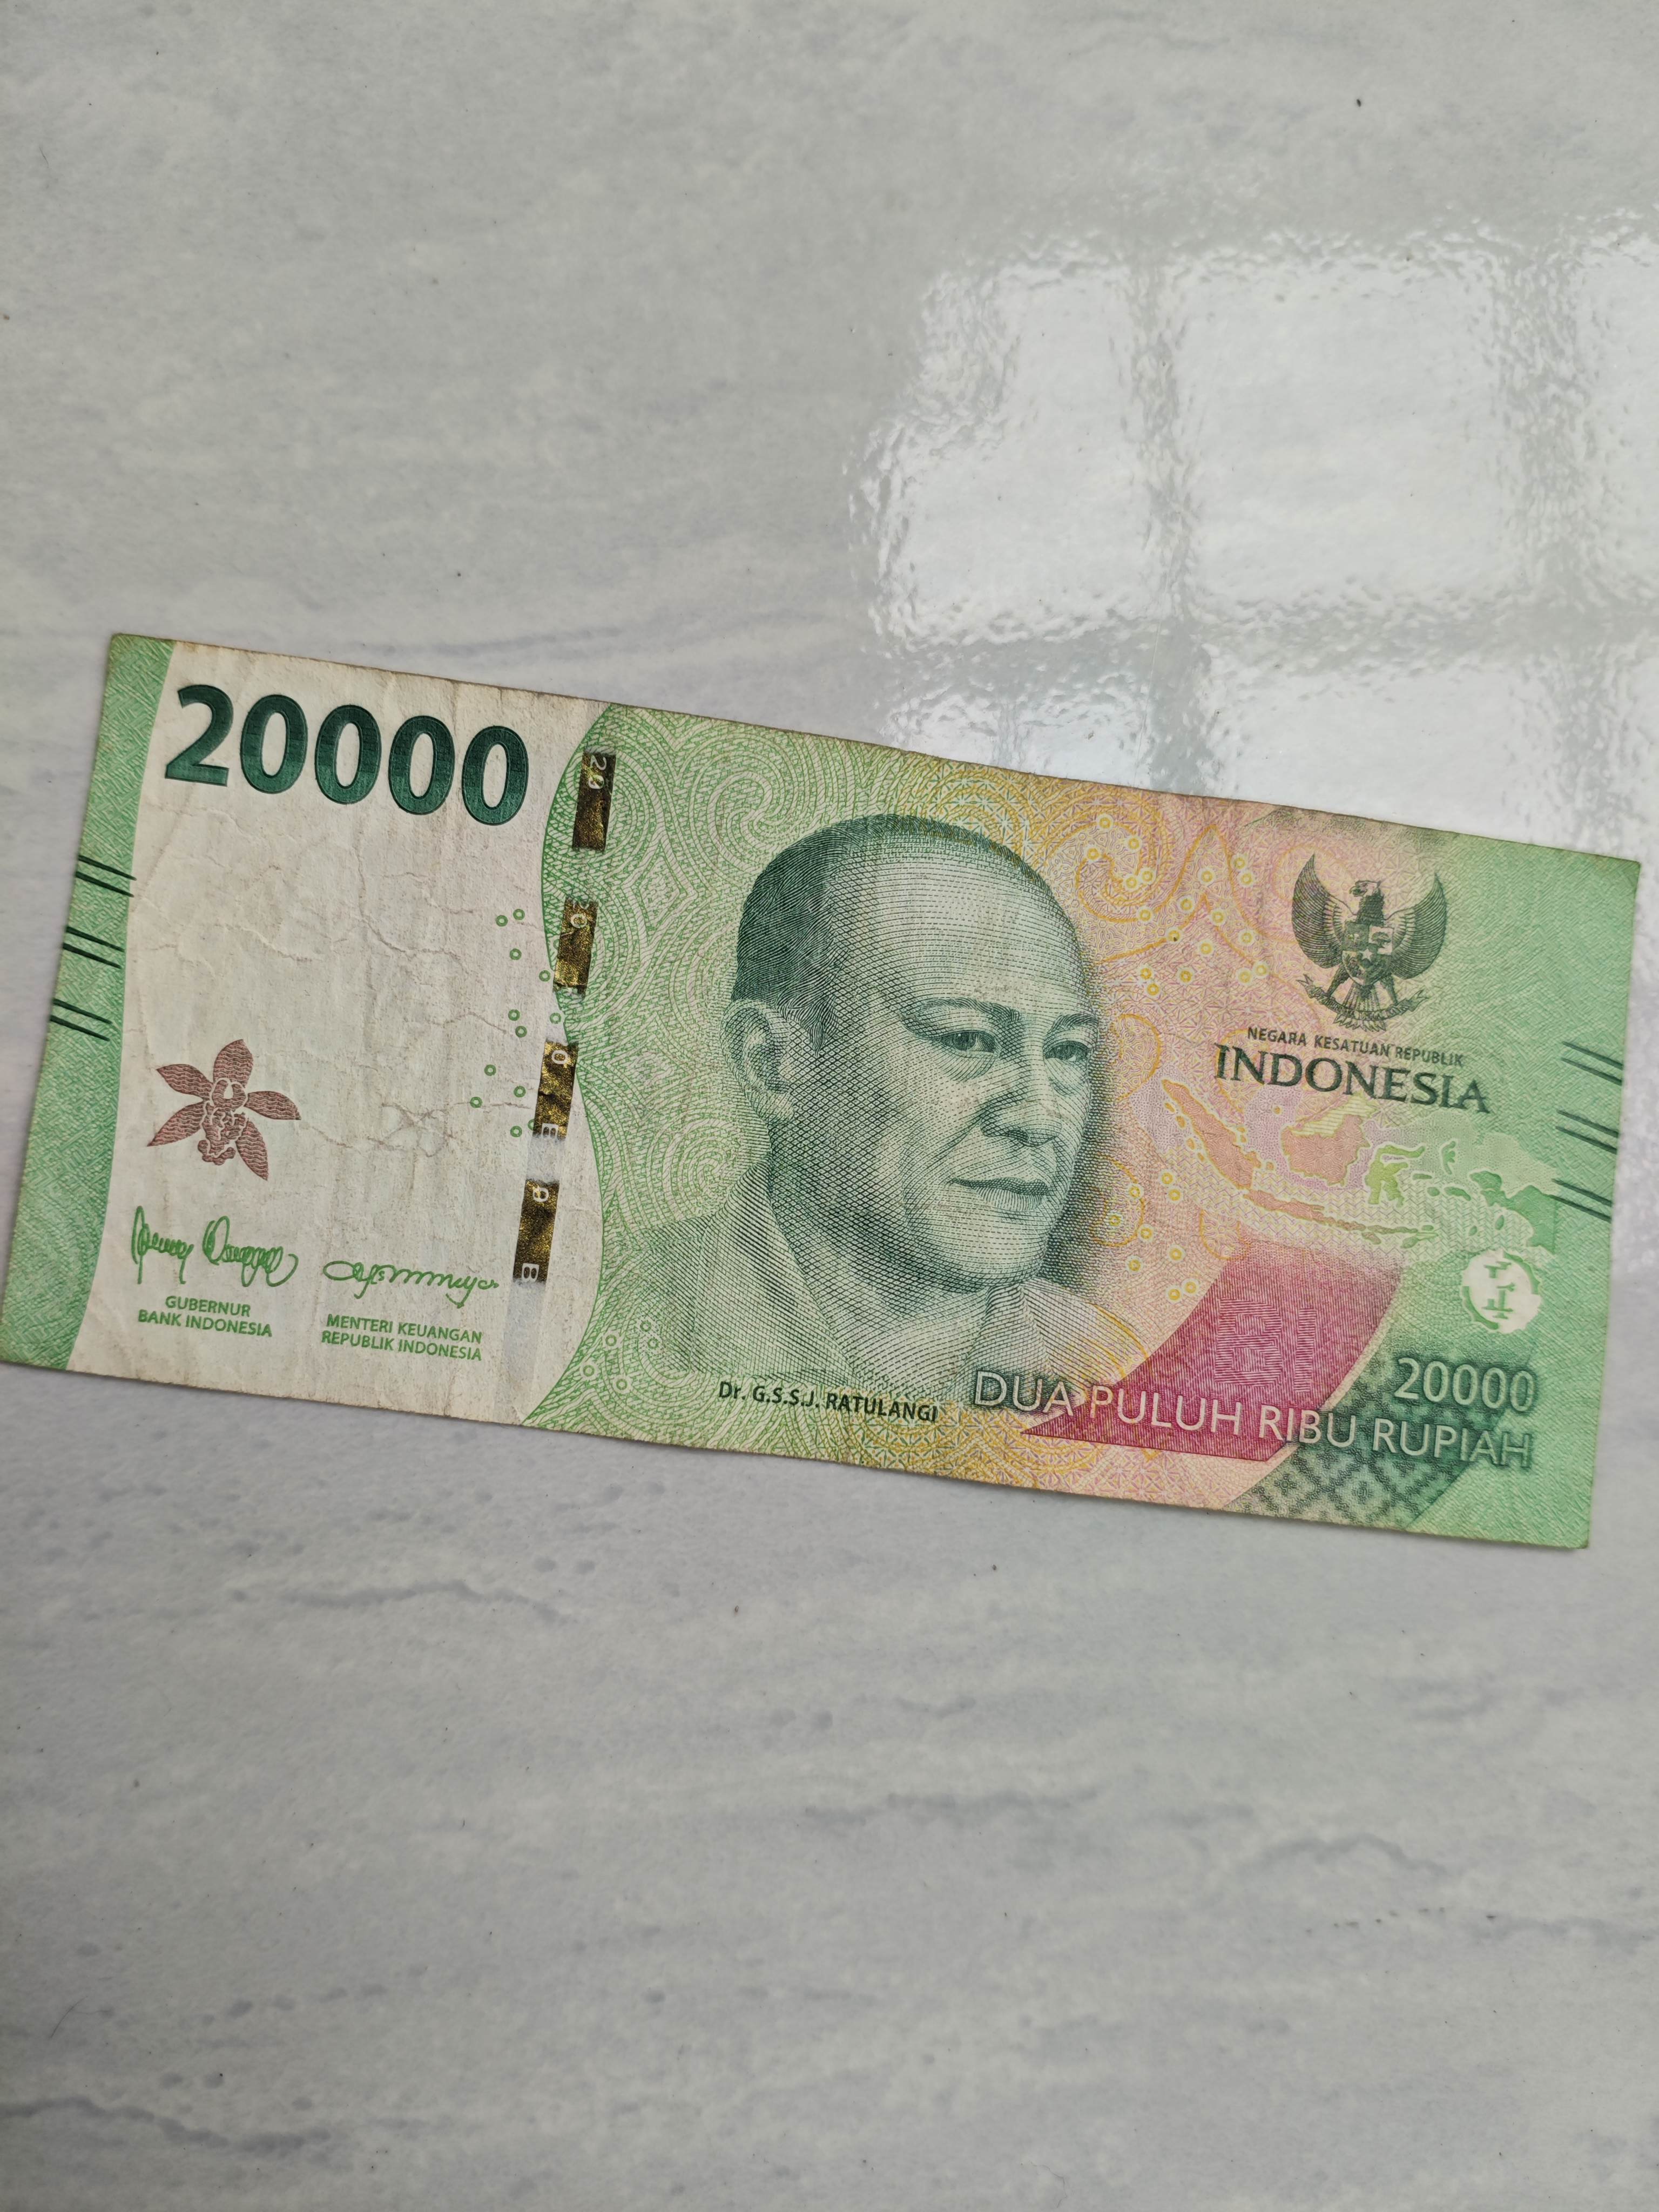 20000
NEGARA KESATUAN REPUBLIK
INDONESIA
GUBERNUR
BANK INDONESIA
MENTERI KEUANGAN
REPUBLIK INDONESIA
Dr. G.S.S.J. RATULANGI
BI
20000
DUA PULUH RIBU RUPIAH